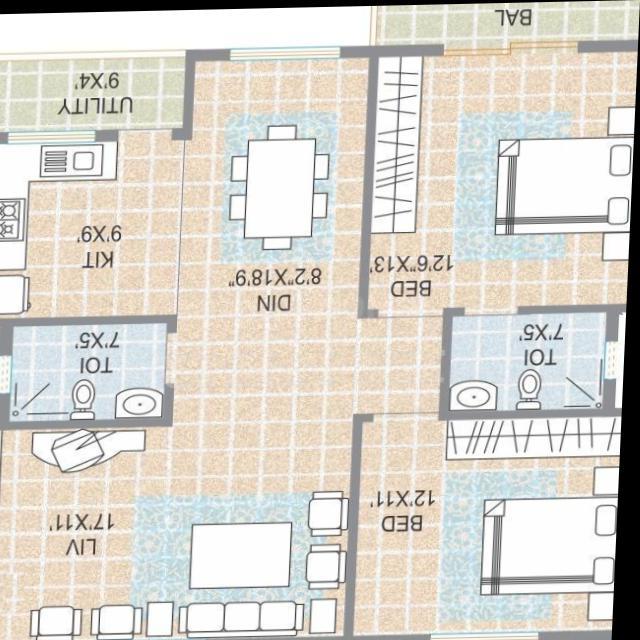 LIV
17'X11'
BED
12'X11'
TOI
7'X5'
TOI
7'X5'
DIN
8'2"X18'9"
BED
12'6"X13'
KIT
9'X9'
UTILITY
9'X4'
BAL